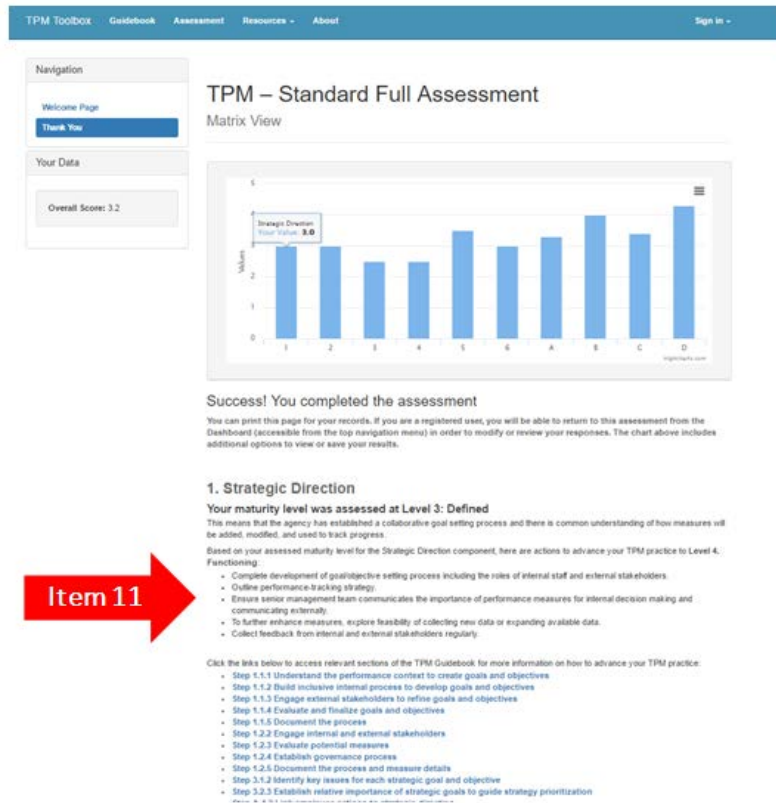 TPM Toolbox Guidebook Assessment Resources About Sign in
Navigation
Welcome Page
Thank You
Your Data
Overall Score: 3.2
TPM – Standard Full Assessment
Matrix View
5
4
3
2
1
0
Values
Strategic Direction
Your Value: 3.0
1 2 3 4 5 6 A B C D
Highcharts.com
Success! You completed the assessment
You can print this page for your records. If you are a registered user, you will be able to return to this assessment from the
Dashboard (accessible from the top navigation menu) in order to modify or review your responses. The chart above includes
additional options to view or save your results.
1. Strategic Direction
Your maturity level was assessed at Level 3: Defined
This means that the agency has established a collaborative goal setting process and there is common understanding of how measures will
be added, modified, and used to track progress.
Based on your assessed maturity level for the Strategic Direction component, here are actions to advance your TPM practice to Level 4,
Functioning:
Complete development of goal/objective setting process including the roles of internal staff and external stakeholders.
Outline performance-tracking strategy.
Ensure senior management team communicates the importance of performance measures for internal decision making and
communicating externally.
To further enhance measures, explore feasibility of collecting new data or expanding available data.
Collect feedback from internal and external stakeholders regularly.
Item 11
Click the links below to access relevant sections of the TPM Guidebook for more information on how to advance your TPM practice:
Step 1.1.1 Understand the performance context to create goals and objectives
Step 1.1.2 Build inclusive internal process to develop goals and objectives
Step 1.1.3 Engage external stakeholders to refine goals and objectives
Step 1.1.4 Evaluate and finalize goals and objectives
Step 1.1.5 Document the process
Step 1.2.2 Engage internal and external stakeholders
Step 1.2.3 Evaluate potential measures
Step 1.2.4 Establish governance process
Step 1.2.5 Document the process and measure details
Step 3.1.2 Identify key issues for each strategic goal and objective
Step 3.2.3 Establish relative importance of strategic goals to guide strategy prioritization